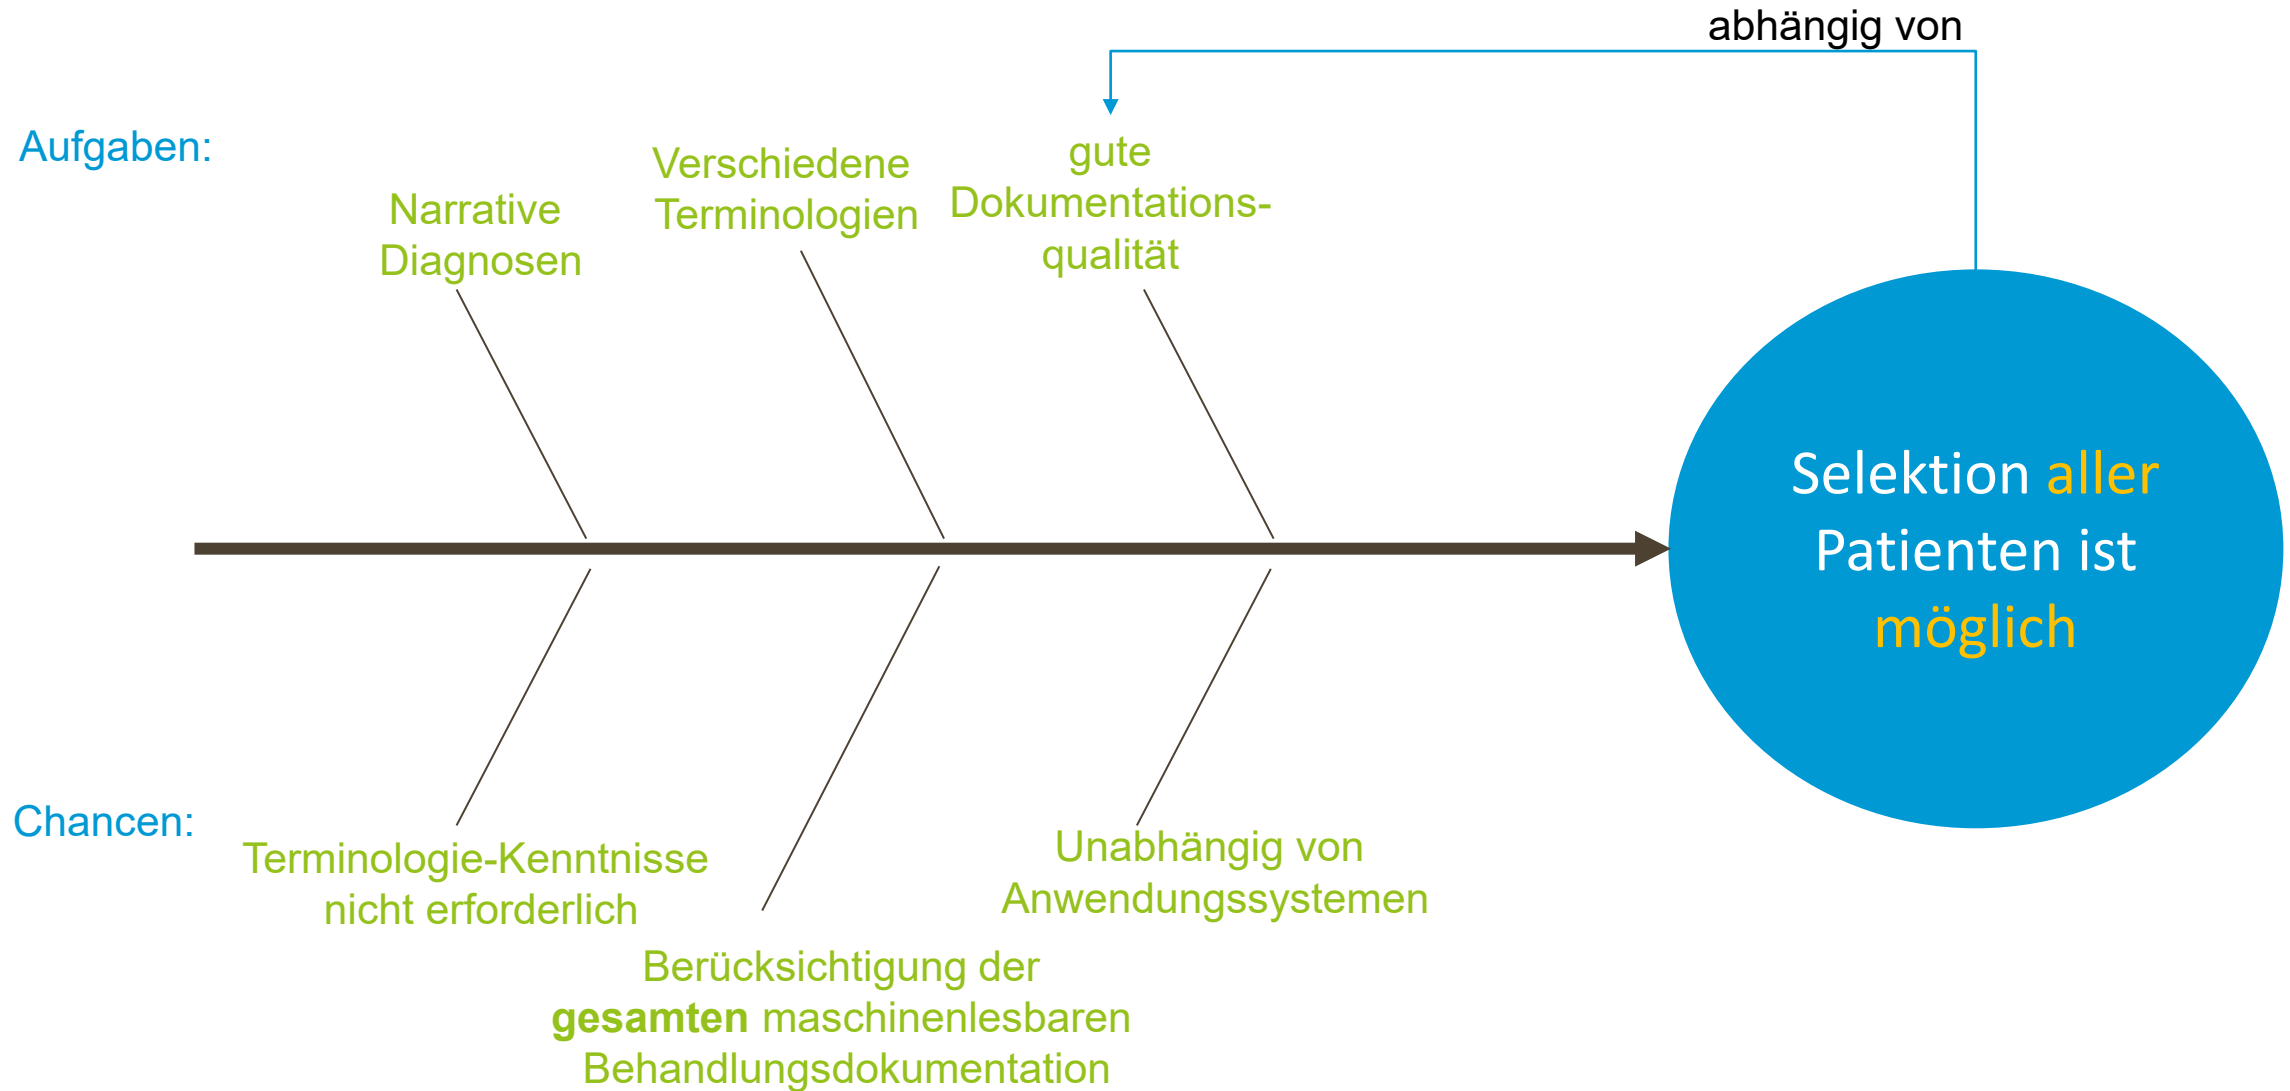 abhängig von
Aufgaben:
Narrative
Diagnosen
Verschiedene
Terminologien
gute
Dokumentations-
qualität
Selektion aller
Patienten ist
möglich
Chancen:
Terminologie-Kenntnisse
nicht erforderlich
Berücksichtigung der
gesamten maschinenlesbaren
Behandlungsdokumentation
Unabhängig von
Anwendungssystemen